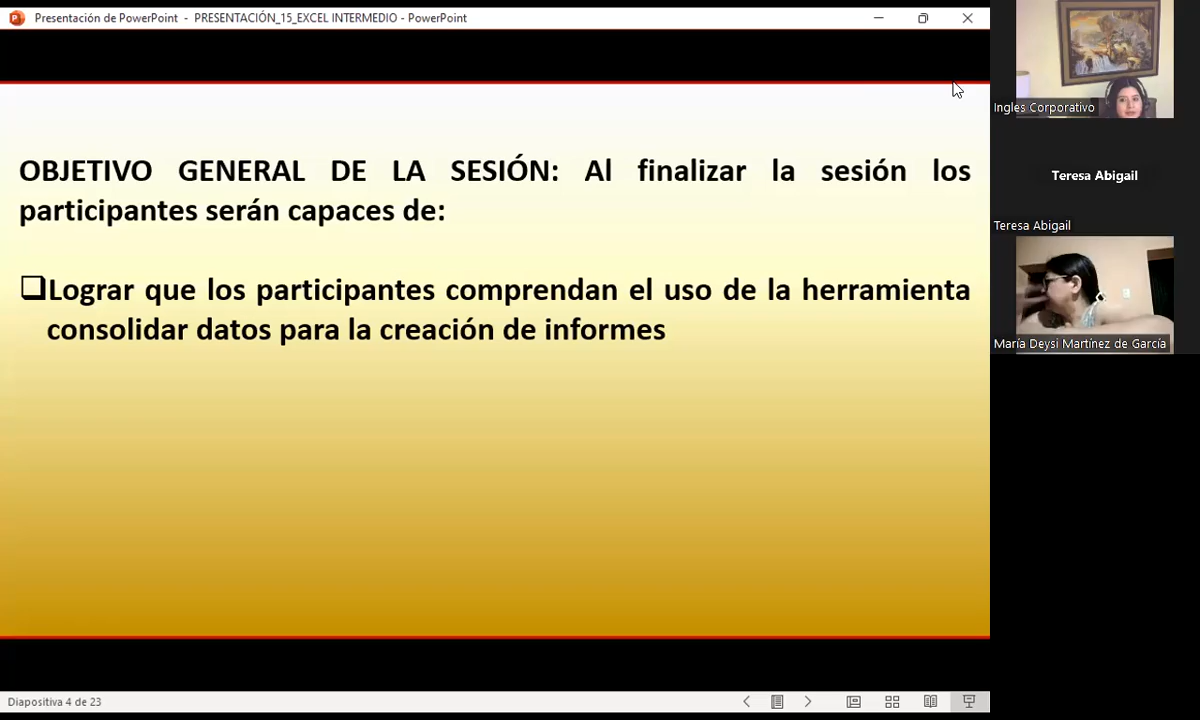 Presentación de PowerPoint - PRESENTACIÓN_15_EXCEL INTERMEDIO - PowerPoint
OBJETIVO GENERAL DE LA SESIÓN: Al finalizar la sesión los
participantes serán capaces de:
Lograr que los participantes comprendan el uso de la herramienta
consolidar datos para la creación de informes
Diapositiva 4 de 23
Ingles Corporativo
Teresa Abigail
Teresa Abigail
María Deysi Martínez de García